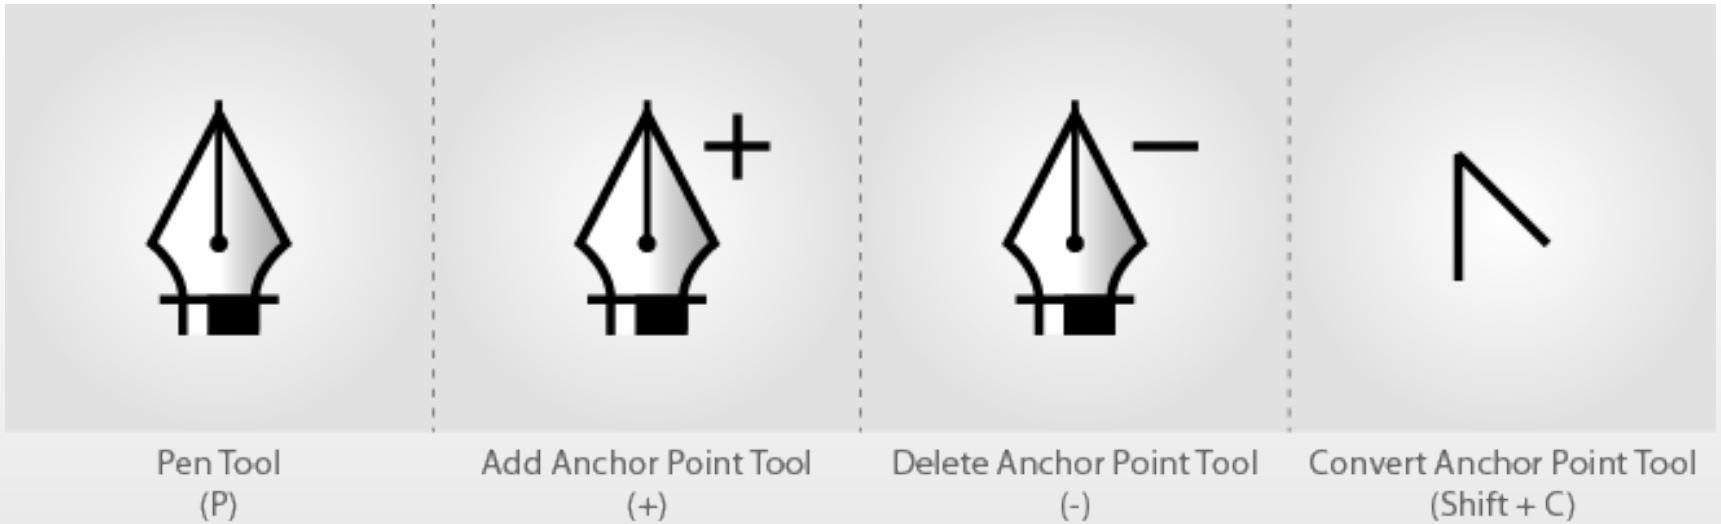 Pen Tool
(P)
Add Anchor Point Tool
(+)
Delete Anchor Point Tool
(-)
Convert Anchor Point Tool
(Shift + C)